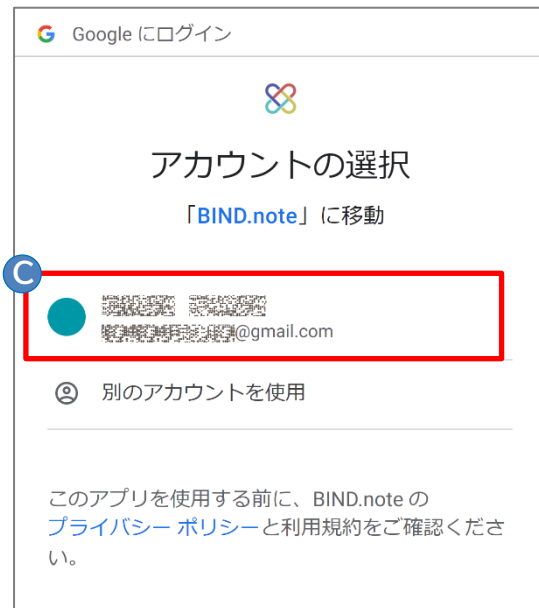 Google にログイン
アカウントの選択
「BIND.note」に移動
C
@gmail.com
別のアカウントを使用
このアプリを使用する前に、BIND.note の
プライバシー ポリシーと利用規約をご確認くださ
い。